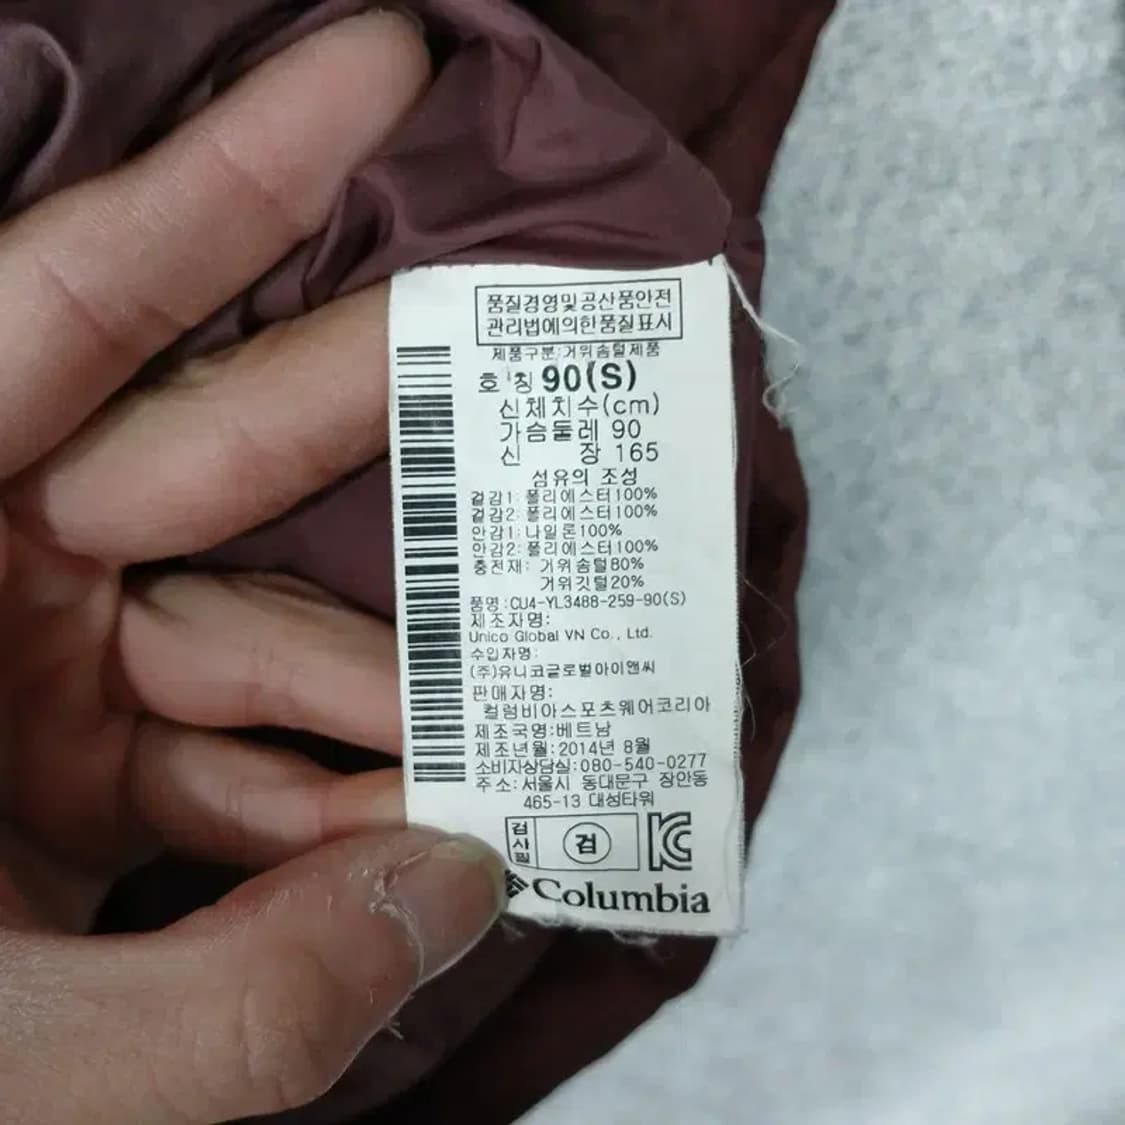 품질경영및공산품안전
관리법에의한품질표시
제품구분:거위솜털제품
호 칭 90(S)
신체치수(cm)
가슴둘레 90
신 장 165
섬유의 조성
겉감1: 폴리에스터100%
겉감2: 폴리에스터100%
안감1: 나일론100%
안감2: 폴리에스터100%
충전재: 거위솜털80%
거위깃털20%
품명:CU4-YL3488-259-90(S)
제조자명:
Unico Global VN Co., Ltd.
수입자명:
(주)유니코글로벌아이앤씨
판매자명:
컬럼비아스포츠웨어코리아
제조국명:베트남
제조년월:2014년 8월
소비자상담실:080-540-0277
주소:서울시 동대문구 장안동
465-13 대성타워
검사필
검
KC
Columbia